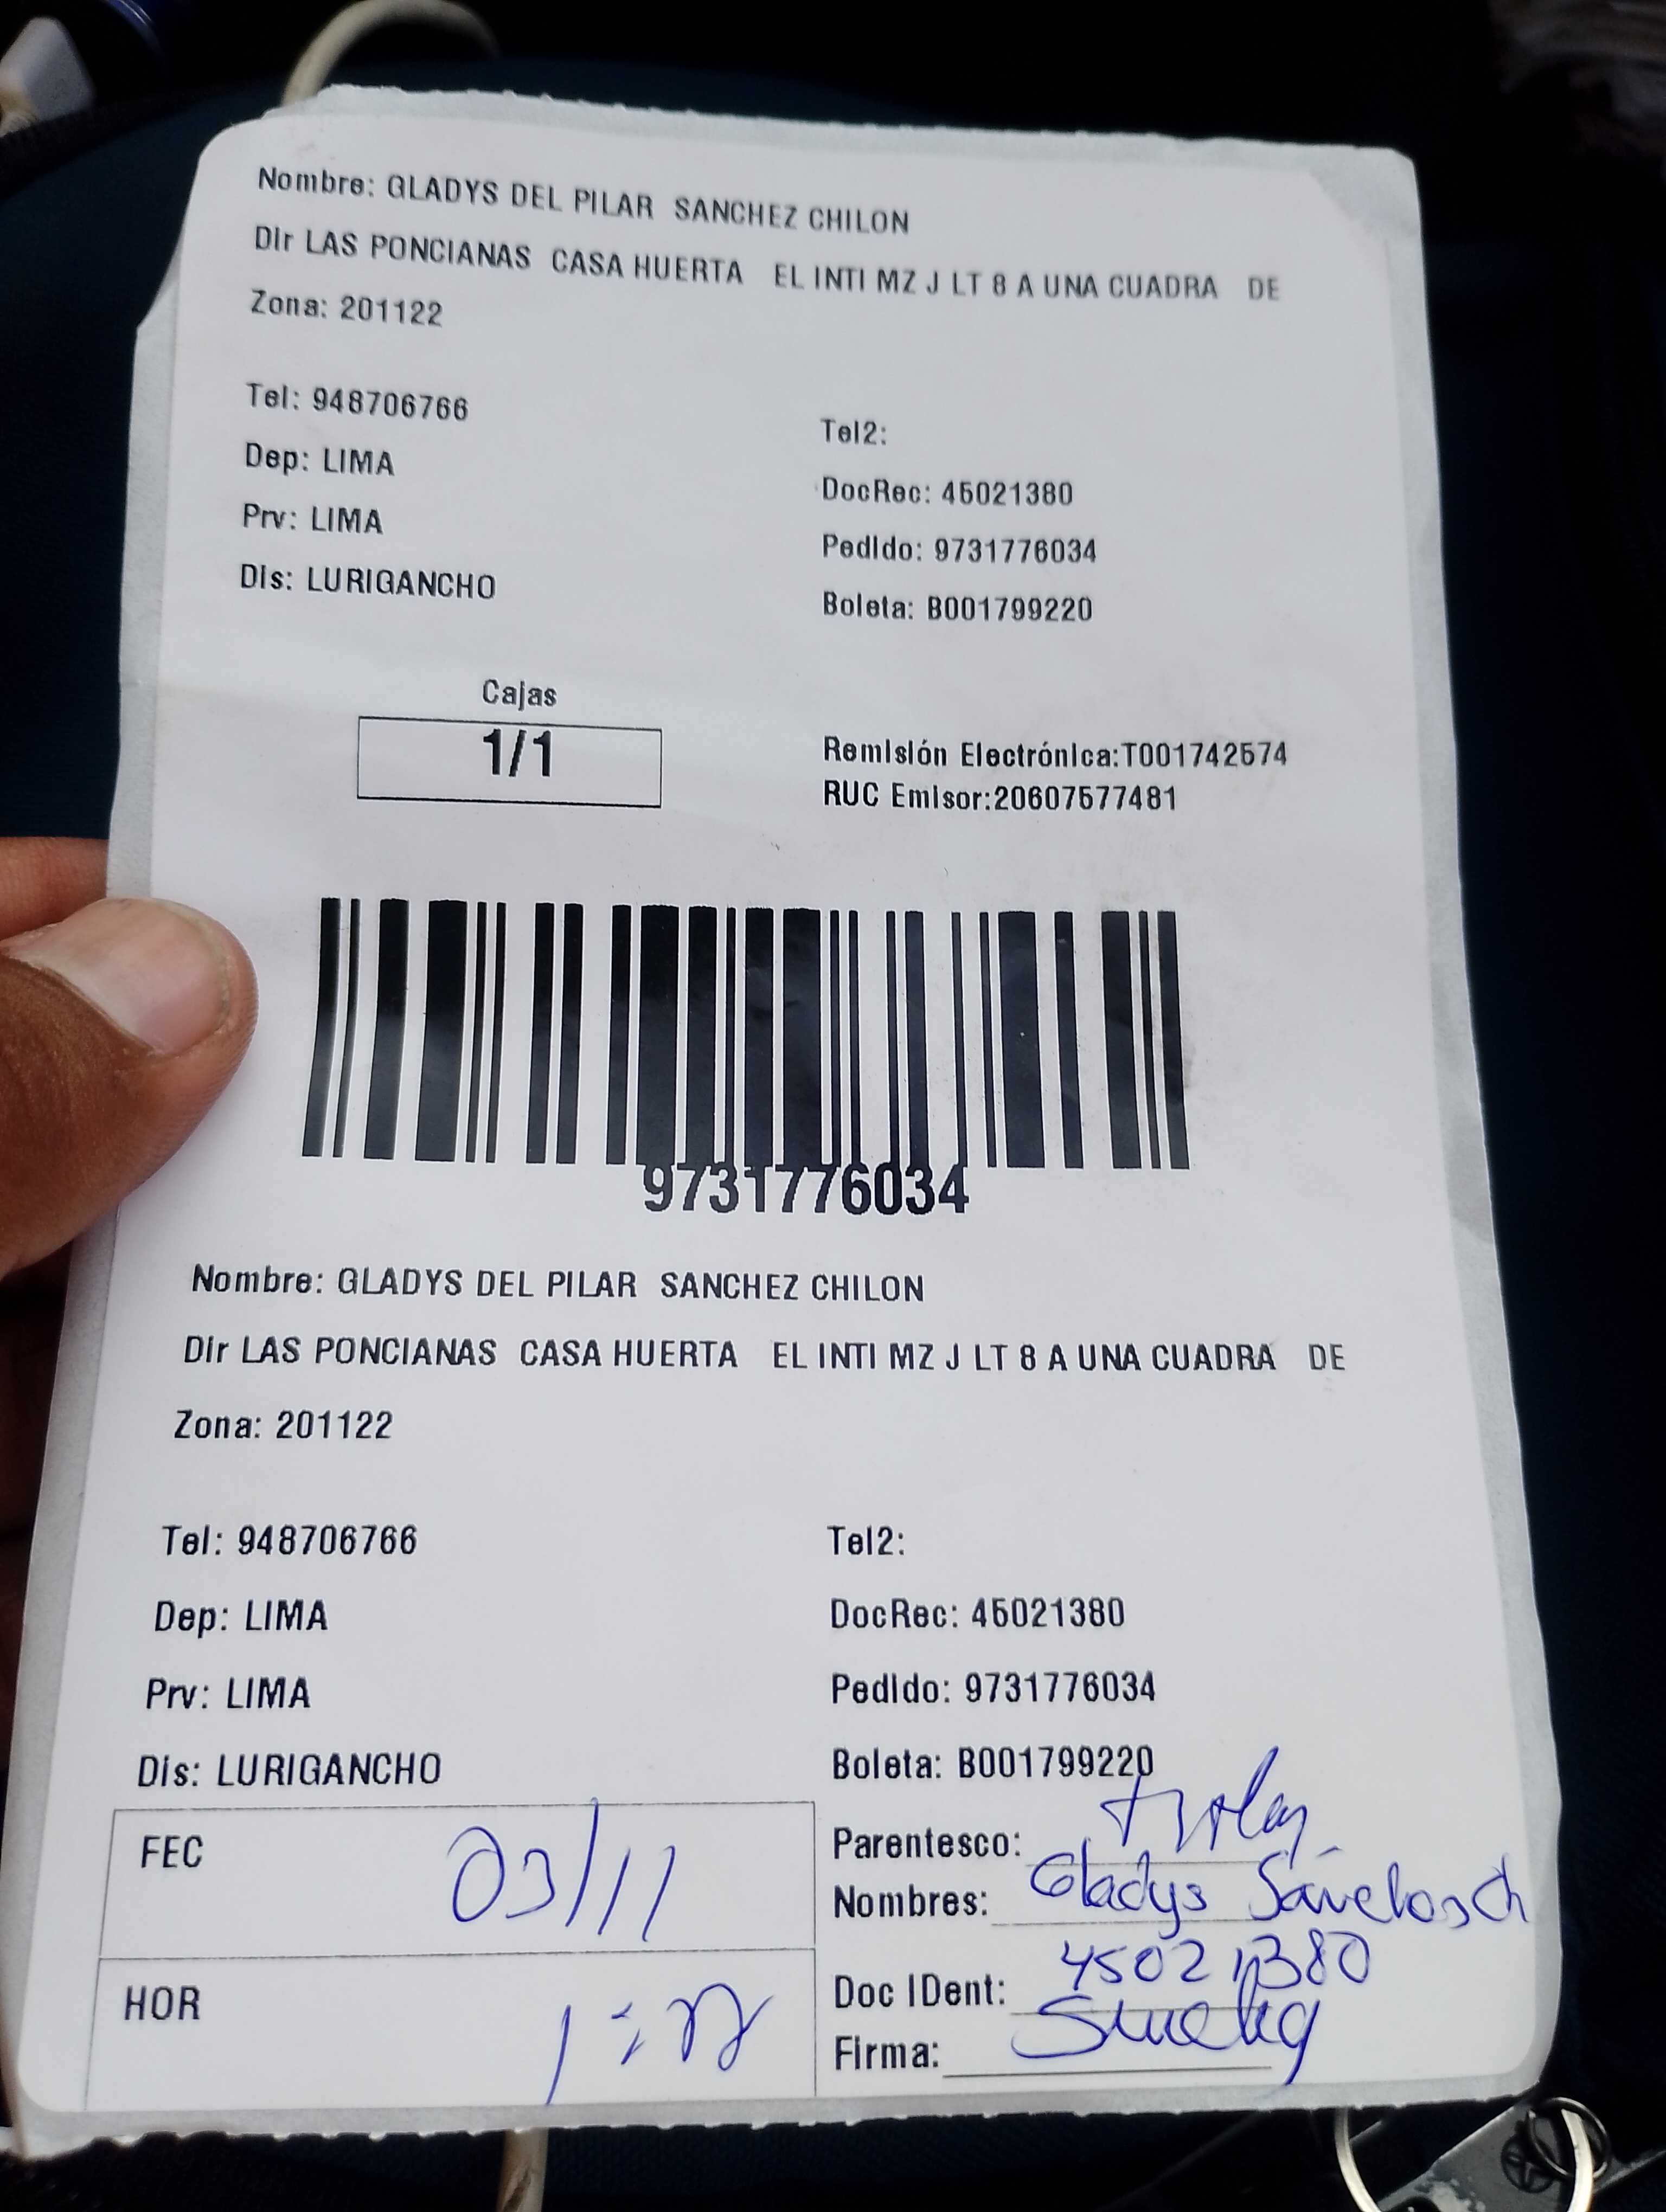 Nombre: GLADYS DEL PILAR SANCHEZ CHILON
Dir LAS PONCIANAS CASA HUERTA EL INTI MZ J LT 8 A UNA CUADRA DE
Zona: 201122
Tel: 948706766
Tel2:
Dep: LIMA
DocRec: 45021380
Prv: LIMA
Pedido: 9731776034
Dis: LURIGANCHO
Boleta: B001799220
Cajas
1/1
Remisión Electrónica:T001742574
RUC Emisor:20607577481
9731776034
Nombre: GLADYS DEL PILAR SANCHEZ CHILON
Dir LAS PONCIANAS CASA HUERTA EL INTI MZ J LT 8 A UNA CUADRA DE
Zona: 201122
Tel: 948706766
Tel2:
Dep: LIMA
DocRec: 45021380
Prv: LIMA
Pedido: 9731776034
Dis: LURIGANCHO
Boleta: B001799220
FEC 03/11
Parentesco:
Nombres: Gladys
HOR
Doc IDent: 45021380
Firma: